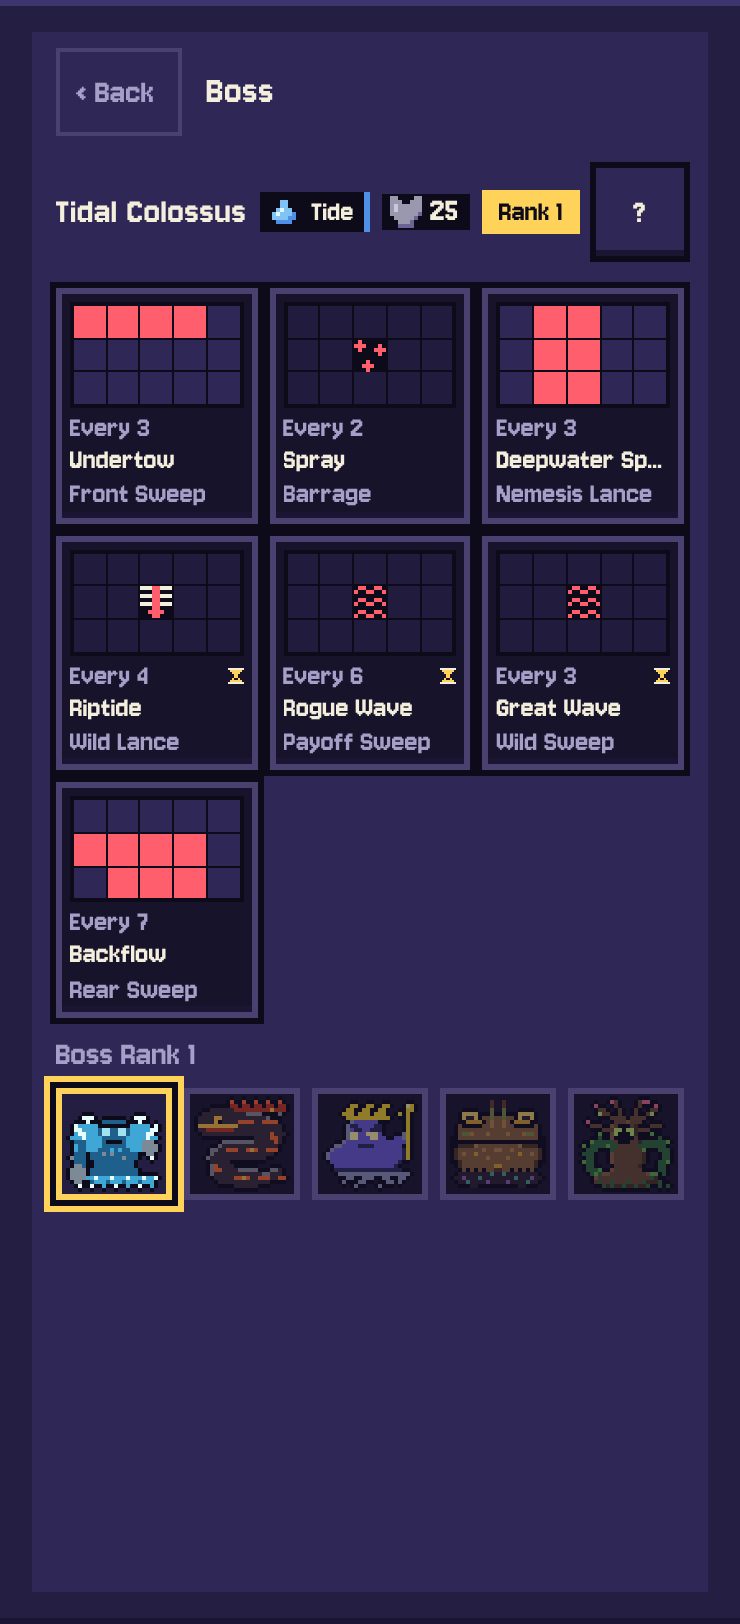 ‹ Back
Boss
Tidal Colossus
Tide
25
Rank 1
?
Every 3
Undertow
Front Sweep
Every 2
Spray
Barrage
Every 3
Deepwater Sp...
Nemesis Lance
Every 4
Riptide
Wild Lance
Every 6
Rogue Wave
Payoff Sweep
Every 3
Great Wave
Wild Sweep
Every 7
Backflow
Rear Sweep
Boss Rank 1